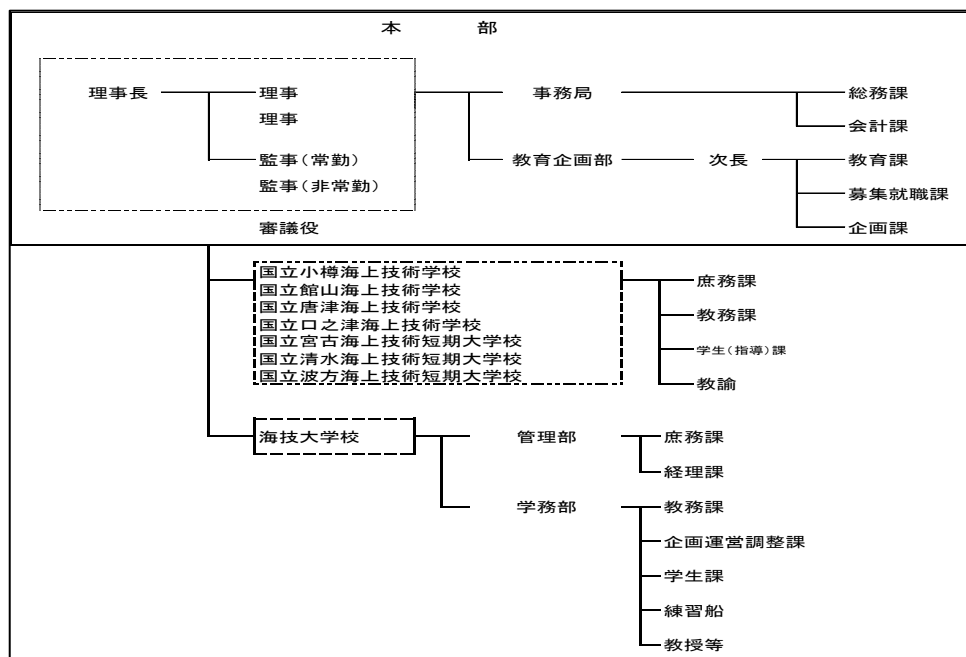 本 部
理事長 理事 事務局 総務課
理事
会計課
監事(常勤) 教育企画部 次長 教育課
監事(非常勤) 募集就職課
審議役 企画課
国立小樽海上技術学校 庶務課
国立館山海上技術学校
国立唐津海上技術学校 教務課
国立口之津海上技術学校
国立宮古海上技術短期大学校 学生(指導)課
国立清水海上技術短期大学校
国立波方海上技術短期大学校 教諭
海技大学校 管理部 庶務課
経理課
学務部 教務課
企画運営調整課
学生課
練習船
教授等